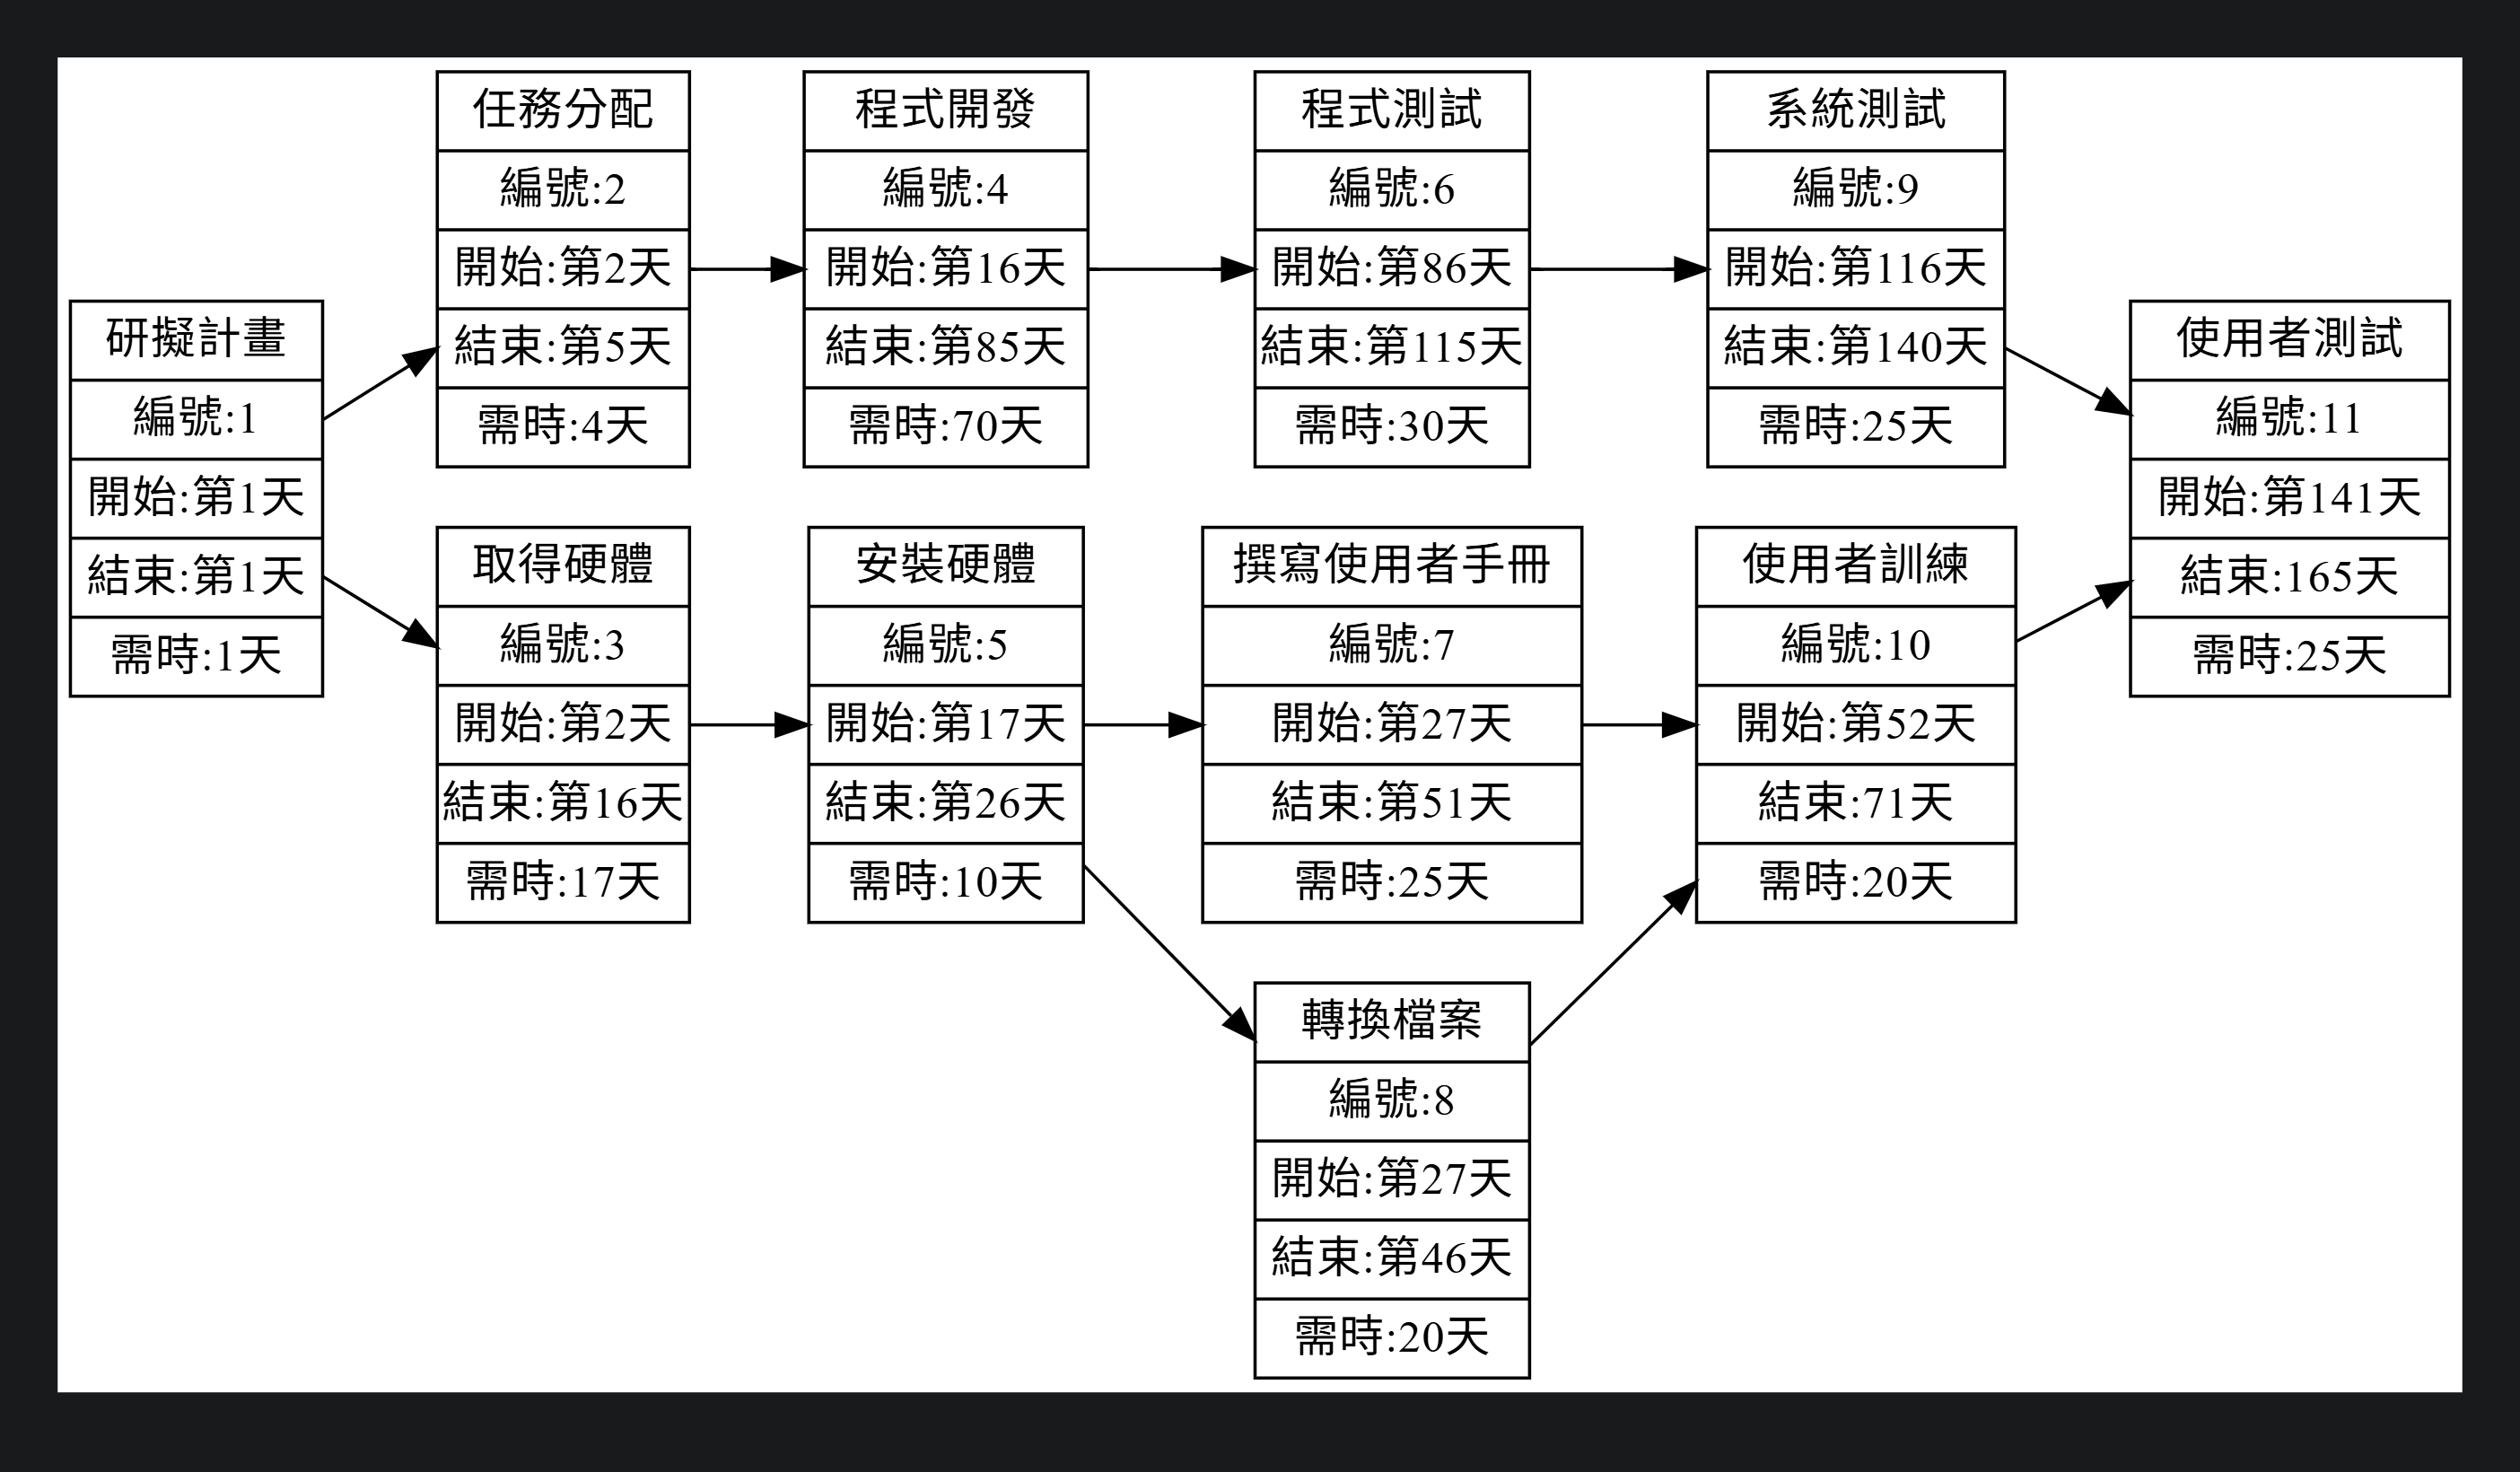 研擬計畫
編號:1
開始:第1天
結束:第1天
需時:1天
任務分配
編號:2
開始:第2天
結束:第5天
需時:4天
程式開發
編號:4
開始:第16天
結束:第85天
需時:70天
程式測試
編號:6
開始:第86天
結束:第115天
需時:30天
系統測試
編號:9
開始:第116天
結束:第140天
需時:25天
取得硬體
編號:3
開始:第2天
結束:第16天
需時:17天
安裝硬體
編號:5
開始:第17天
結束:第26天
需時:10天
撰寫使用者手冊
編號:7
開始:第27天
結束:第51天
需時:25天
使用者訓練
編號:10
開始:第52天
結束:71天
需時:20天
轉換檔案
編號:8
開始:第27天
結束:第46天
需時:20天
使用者測試
編號:11
開始:第141天
結束:165天
需時:25天